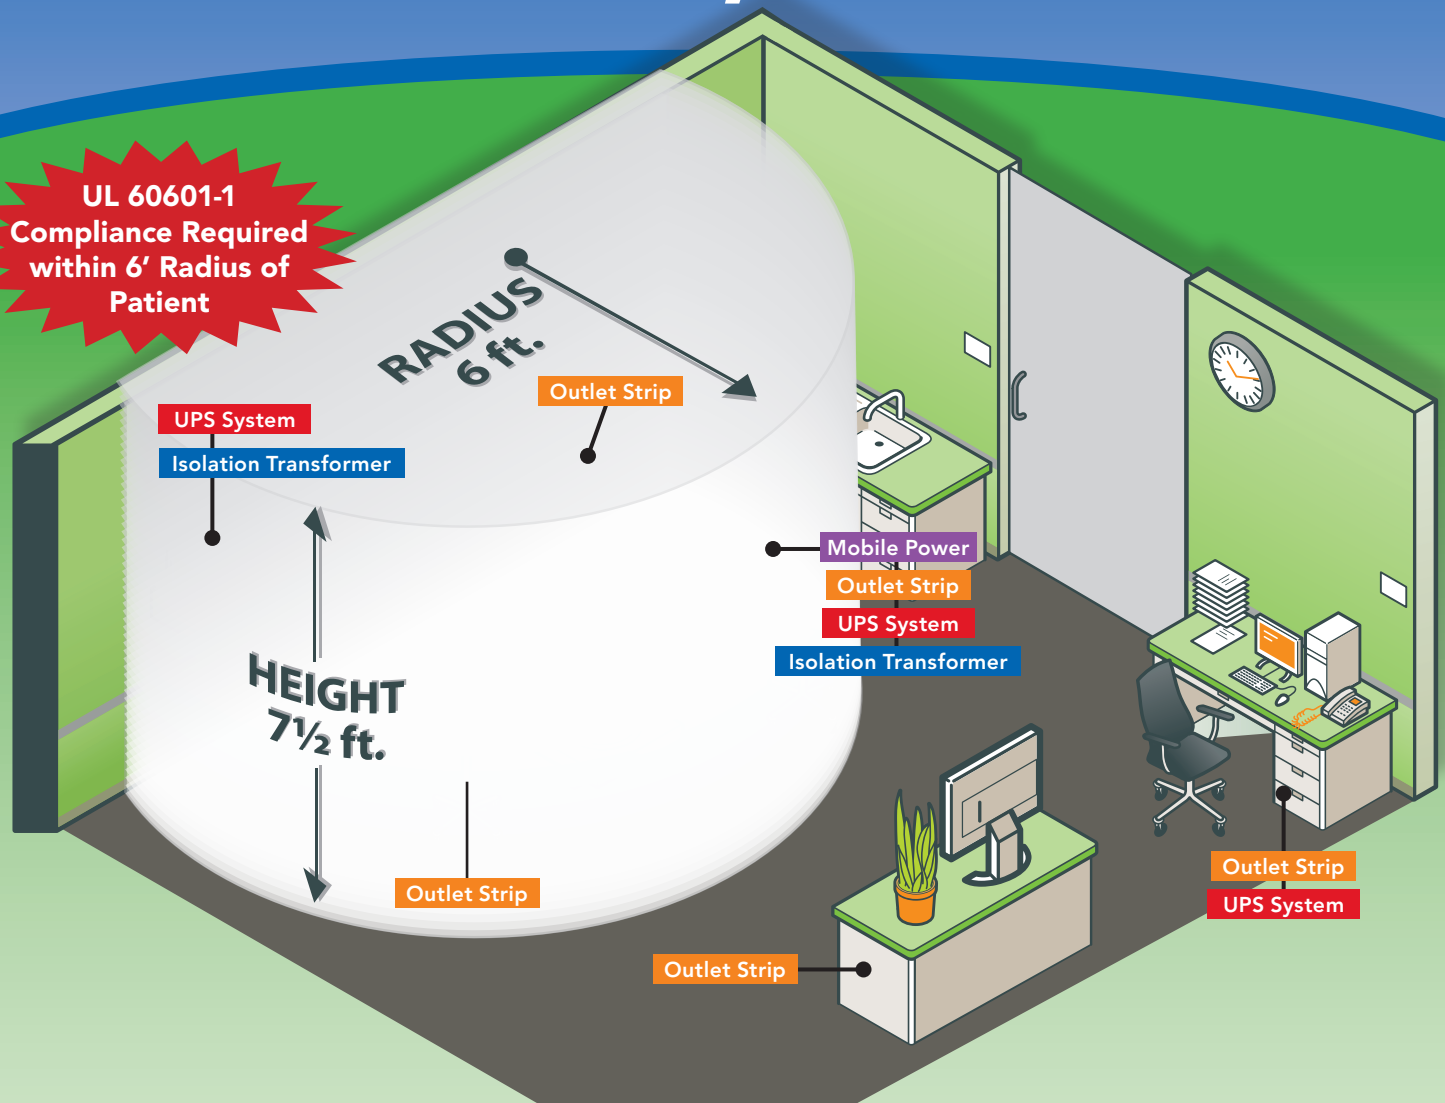 UL 60601-1
Compliance Required
within 6′ Radius of
Patient
RADIUS
6 ft.
Outlet Strip
UPS System
Isolation Transformer
HEIGHT
7½ ft.
Mobile Power
Outlet Strip
UPS System
Isolation Transformer
Outlet Strip
Outlet Strip
UPS System
Outlet Strip